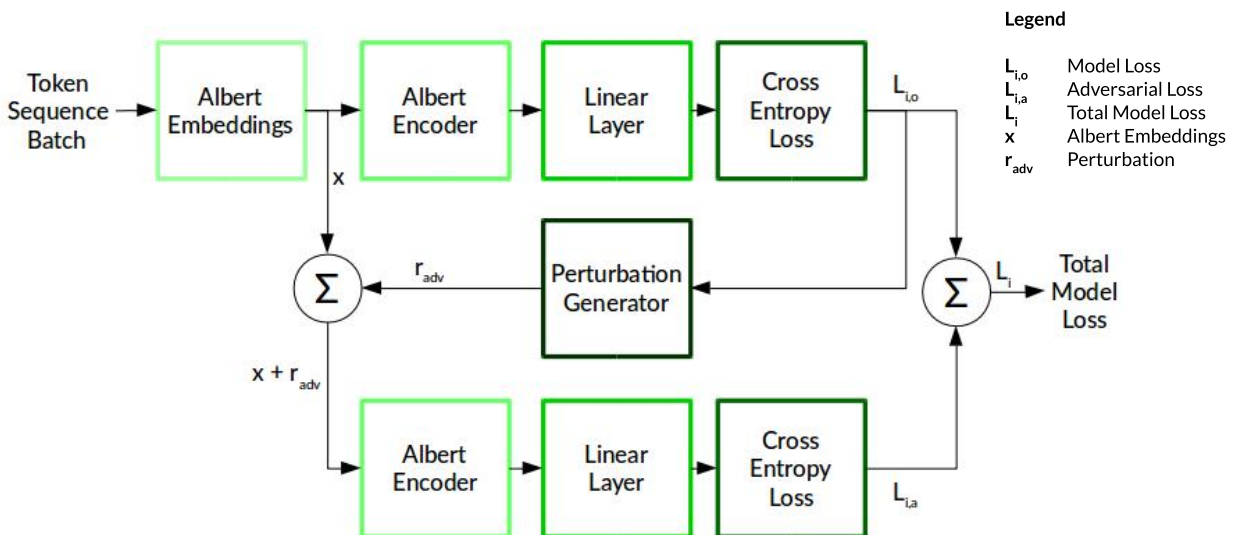 Legend
L i,o Model Loss
L i,a Adversarial Loss
L i Total Model Loss
x Albert Embeddings
r adv Perturbation
Token
Sequence
Batch
Albert
Embeddings
Albert
Encoder
Linear
Layer
Cross
Entropy
Loss
L i,o
x
Σ
r adv
Perturbation
Generator
Σ
L i
Total
Model
Loss
x + r adv
Albert
Encoder
Linear
Layer
Cross
Entropy
Loss
L i,a